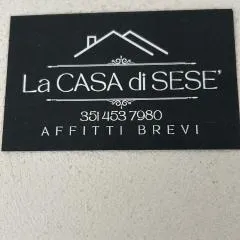 La CASA di SESE'
351 453 7980
AFFITTI BREVI